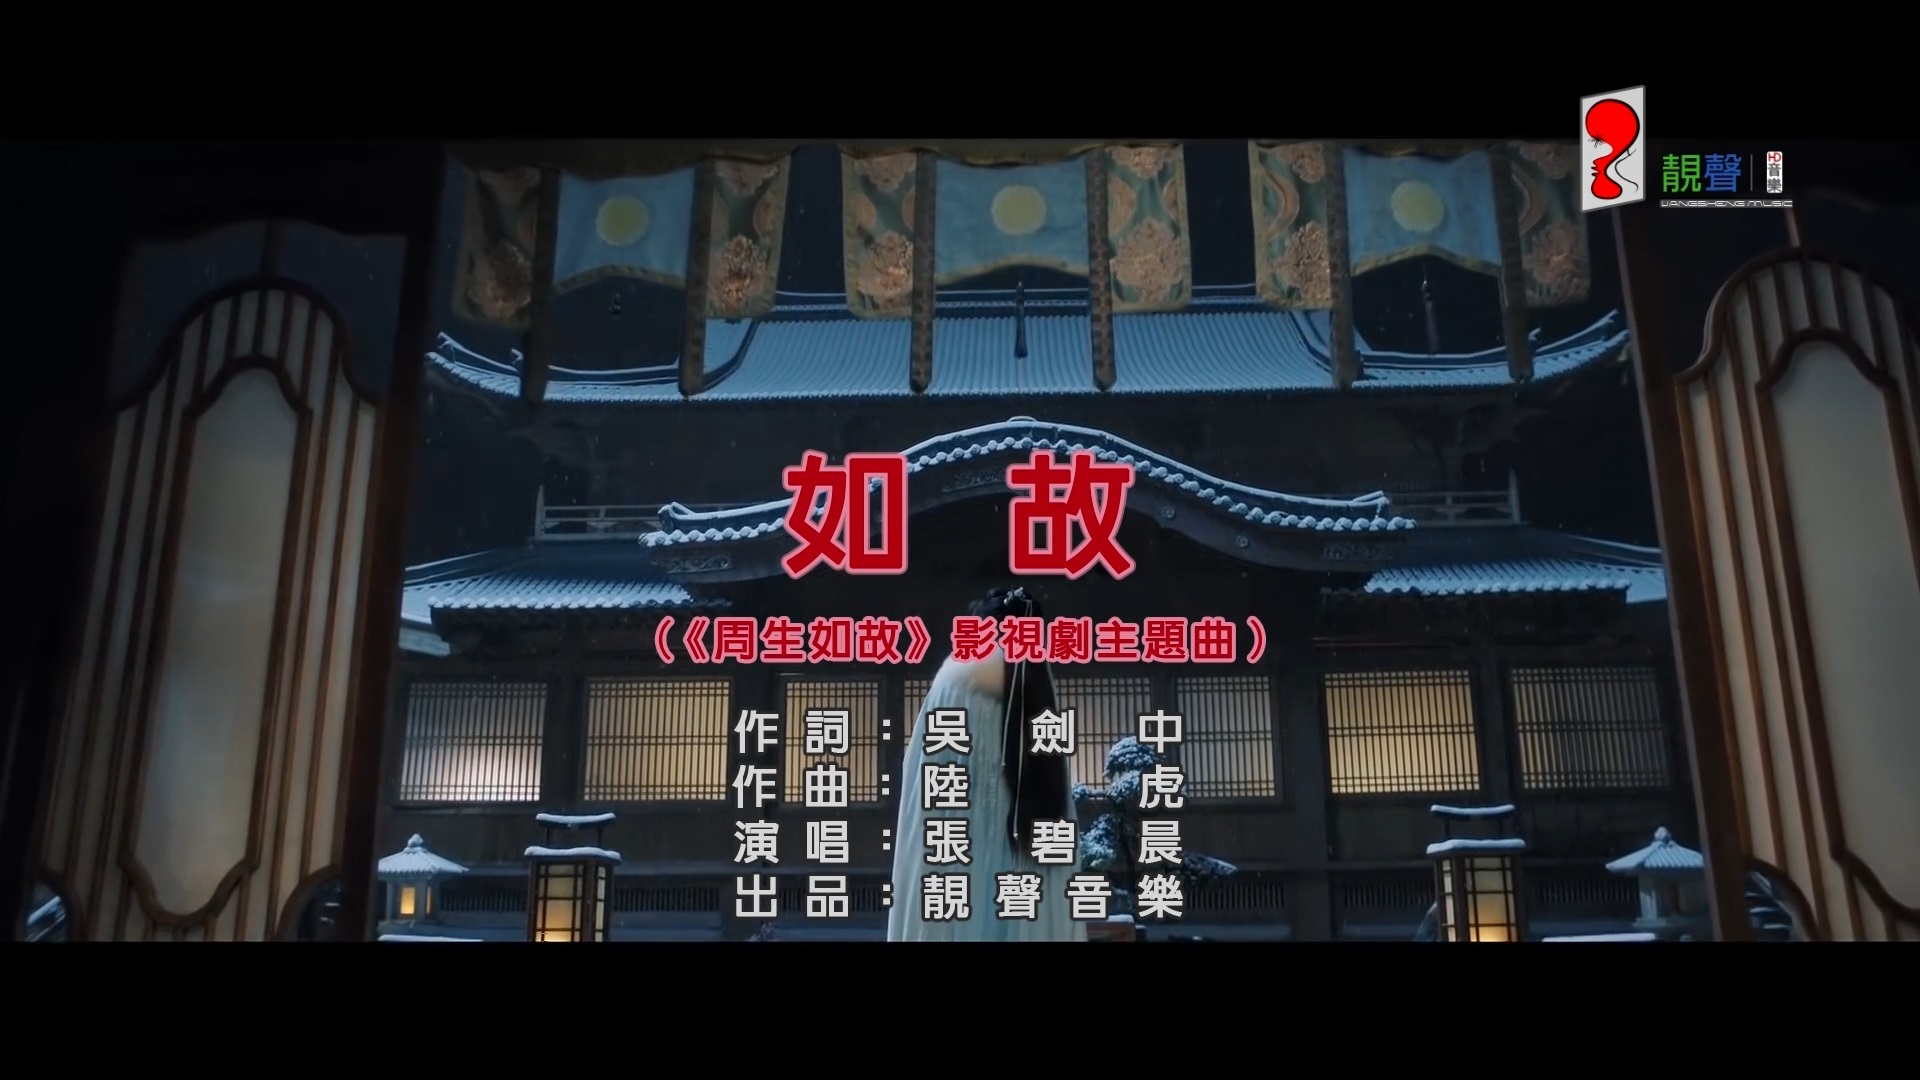 靚聲
HD音樂
LIANGSHENG MUSIC
如 故
(《周生如故》影視劇主題曲)
作 詞：吳 劍 中
作 曲：陸 虎
演 唱：張 碧 晨
出 品：靚 聲 音 樂